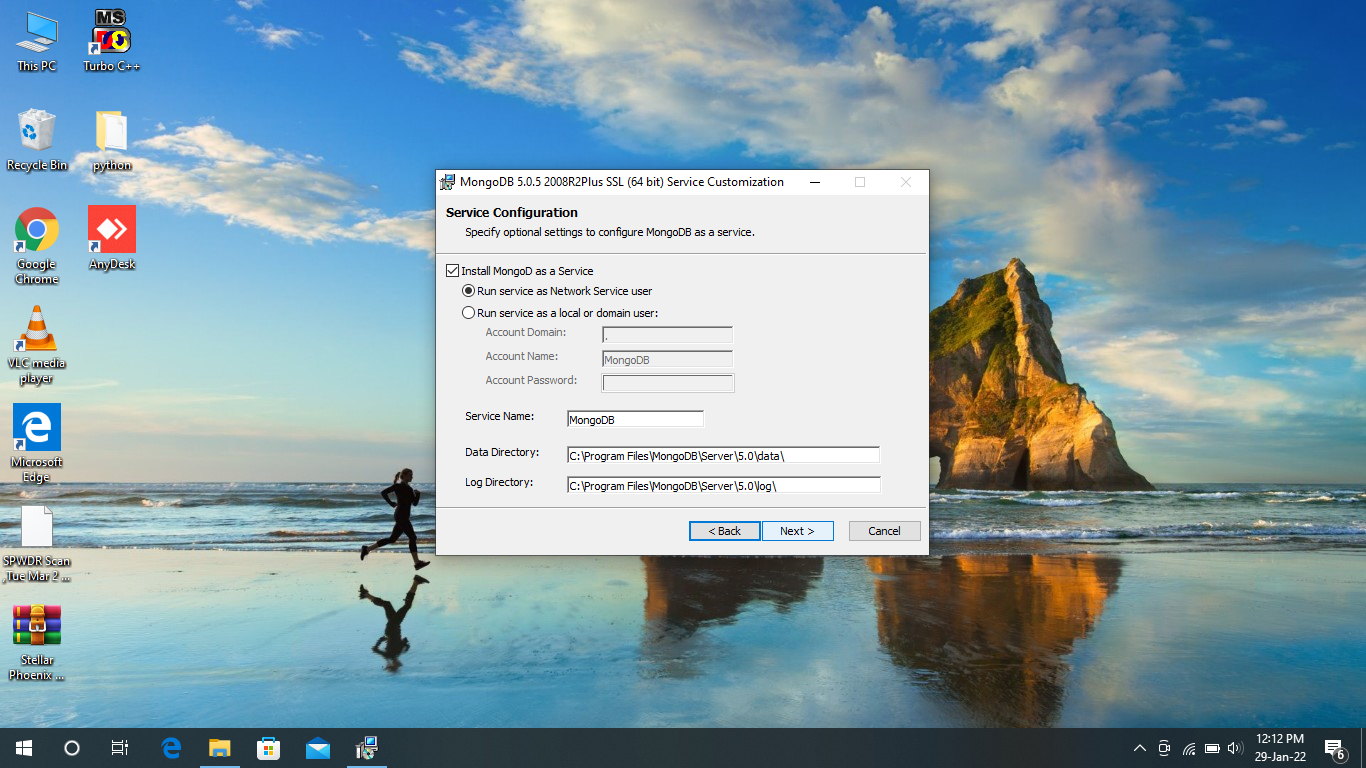 This PC
MS
DOS
Turbo C++
Recycle Bin
python
Google
Chrome
AnyDesk
VLC media
player
Microsoft
Edge
SPWDR Scan
,Tue Mar 2 ...
Stellar
Phoenix ...
MongoDB 5.0.5 2008R2Plus SSL (64 bit) Service Customization
Service Configuration
Specify optional settings to configure MongoDB as a service.
Install MongoD as a Service
Run service as Network Service user
Run service as a local or domain user:
Account Domain:
.
Account Name:
MongoDB
Account Password:
Service Name:
MongoDB
Data Directory:
C:\Program Files\MongoDB\Server\5.0\data\
Log Directory:
C:\Program Files\MongoDB\Server\5.0\log\
< Back
Next >
Cancel
12:12 PM
29-Jan-22
6